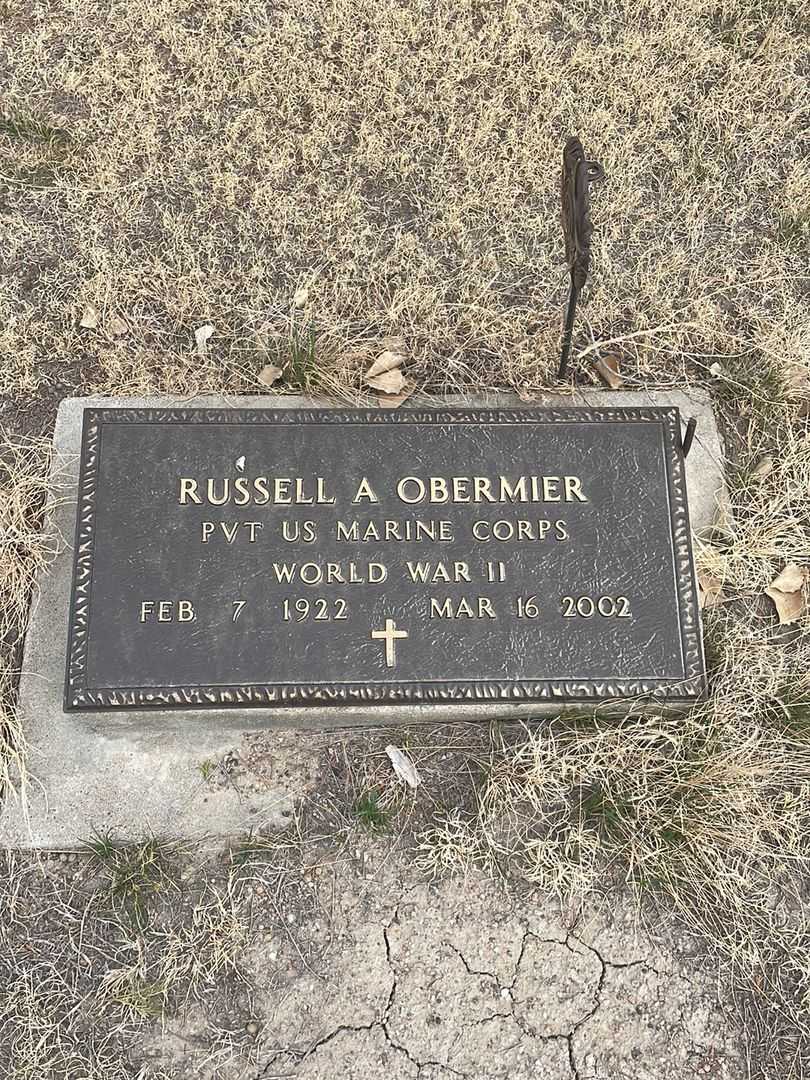 RUSSELL A OBERMIER
PVT US MARINE CORPS
WORLD WAR II
FEB 7 1922 MAR 16 2002